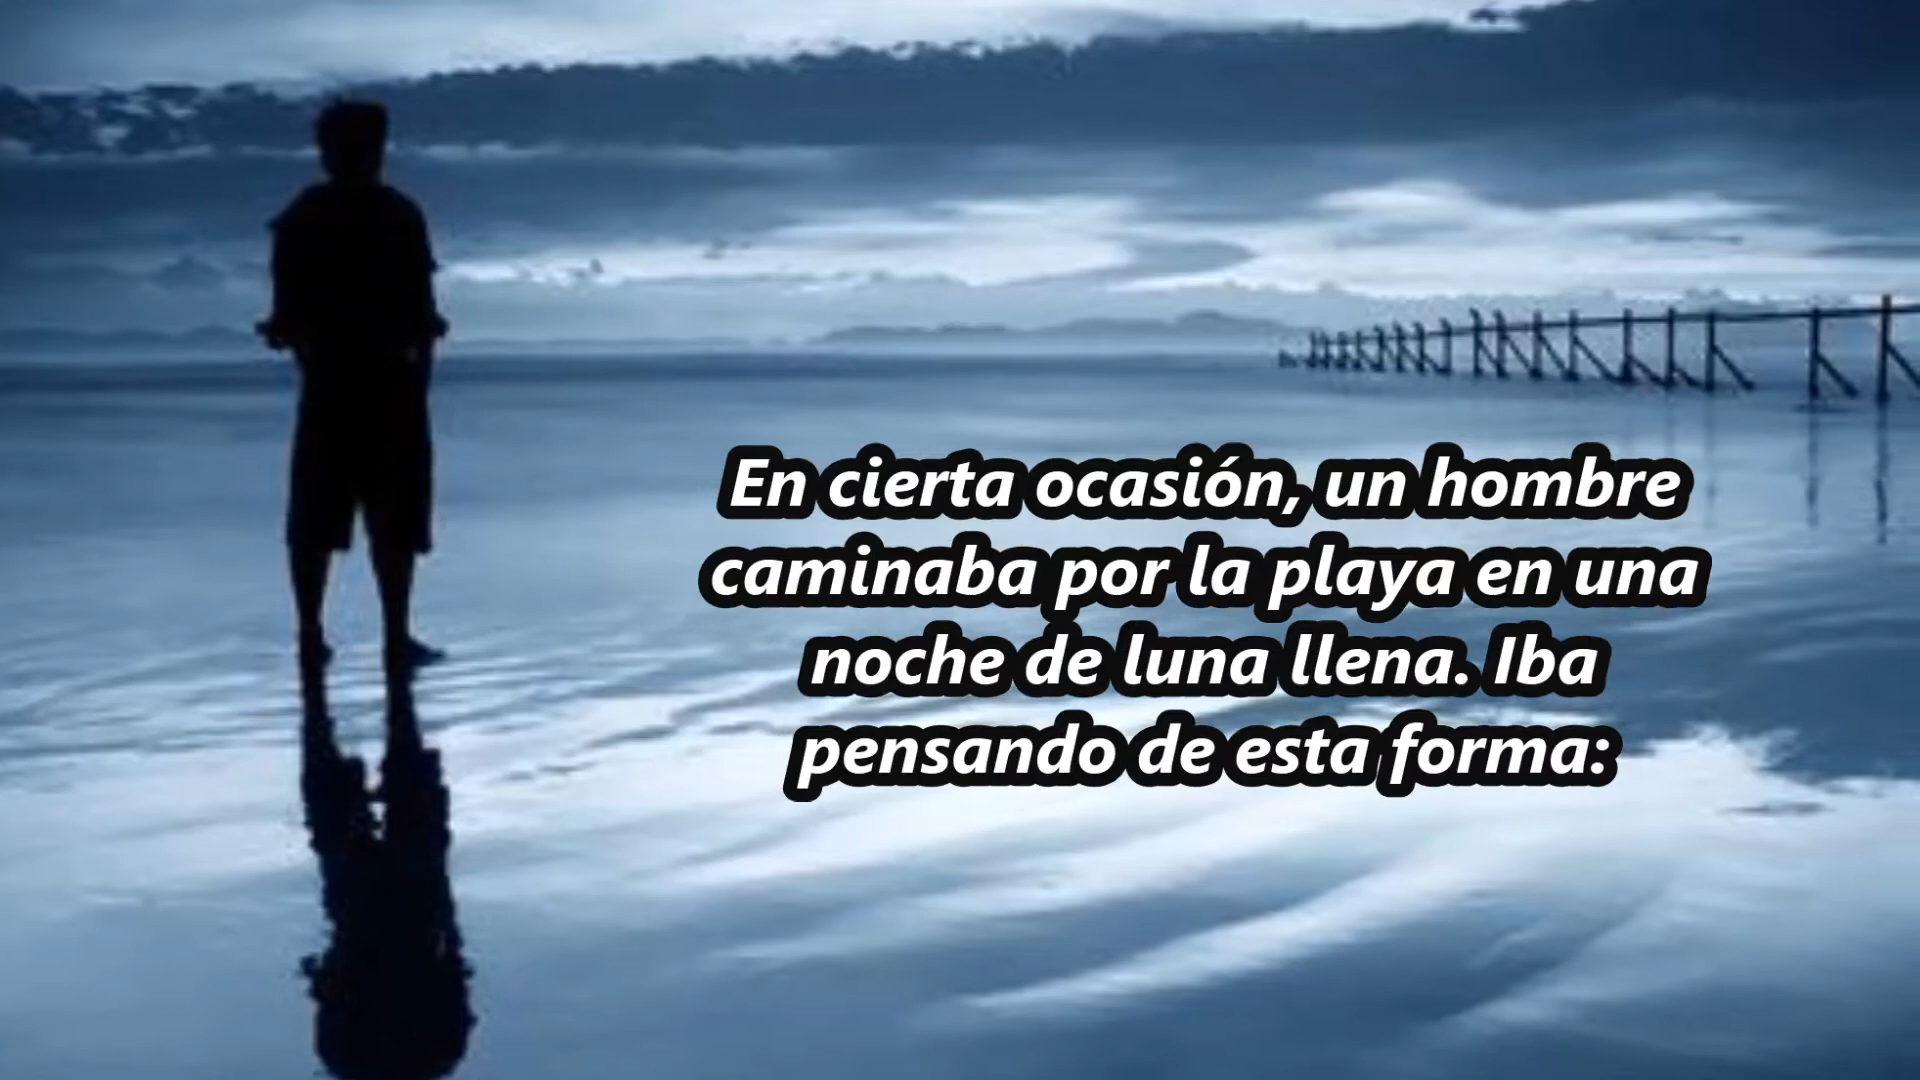 En cierta ocasión, un hombre
caminaba por la playa en una
noche de luna llena. Iba
pensando de esta forma: